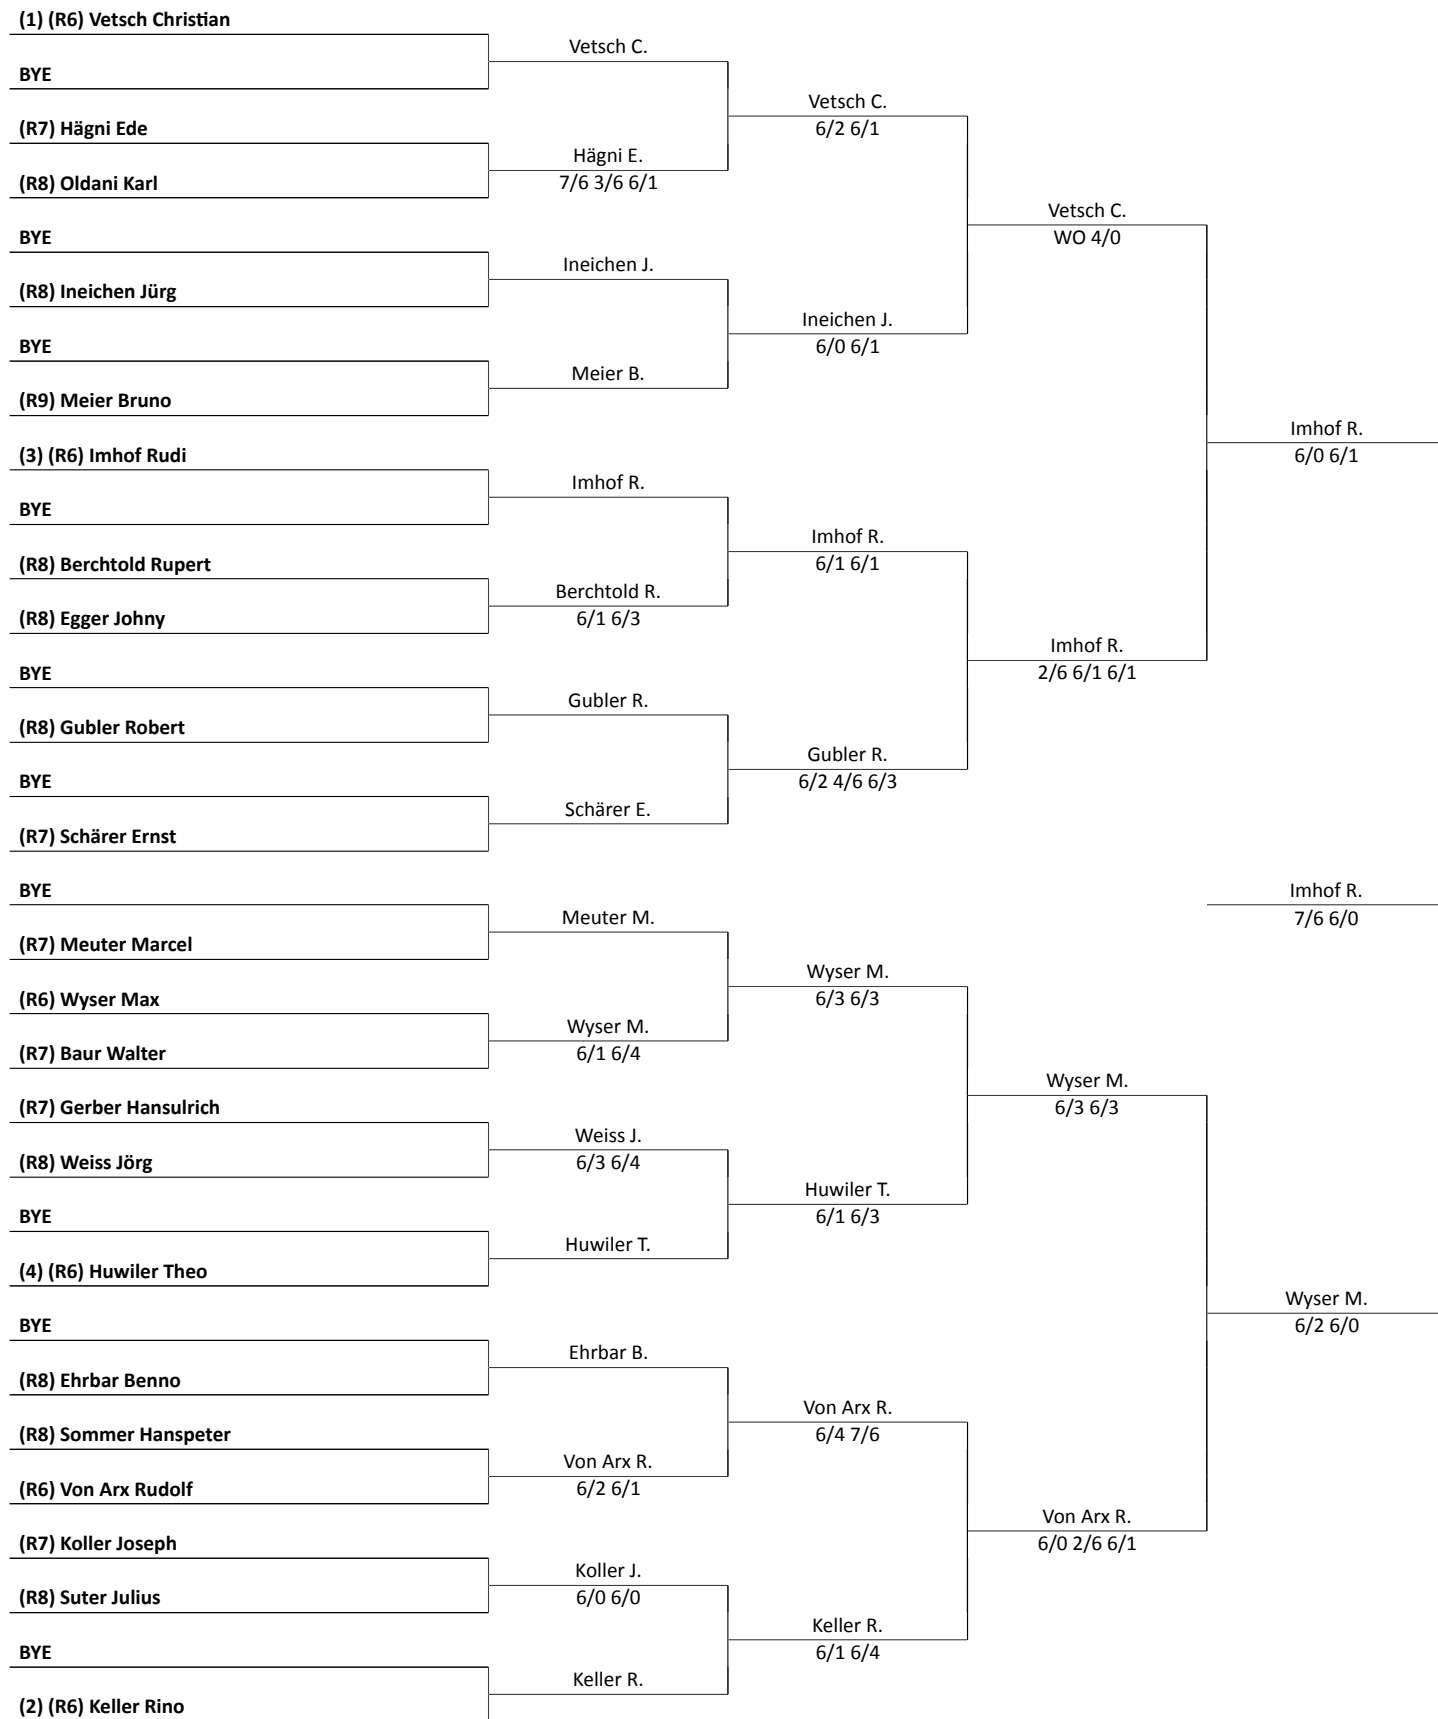 (1) (R6) Vetsch Christian
Vetsch C.
BYE
Vetsch C.
6/2 6/1
(R7) Hägni Ede
Hägni E.
7/6 3/6 6/1
(R8) Oldani Karl
Vetsch C.
WO 4/0
BYE
Ineichen J.
(R8) Ineichen Jürg
Ineichen J.
6/0 6/1
BYE
Meier B.
(R9) Meier Bruno
Imhof R.
6/0 6/1
(3) (R6) Imhof Rudi
Imhof R.
BYE
Imhof R.
6/1 6/1
(R8) Berchtold Rupert
Berchtold R.
6/1 6/3
(R8) Egger Johny
Imhof R.
2/6 6/1 6/1
BYE
Gubler R.
(R8) Gubler Robert
Gubler R.
6/2 4/6 6/3
BYE
Schärer E.
(R7) Schärer Ernst
BYE
Imhof R.
7/6 6/0
Meuter M.
(R7) Meuter Marcel
Wyser M.
6/3 6/3
(R6) Wyser Max
Wyser M.
6/1 6/4
(R7) Baur Walter
Wyser M.
6/3 6/3
(R7) Gerber Hansulrich
Weiss J.
6/3 6/4
(R8) Weiss Jörg
Huwiler T.
6/1 6/3
BYE
Huwiler T.
(4) (R6) Huwiler Theo
Wyser M.
6/2 6/0
BYE
Ehrbar B.
(R8) Ehrbar Benno
Von Arx R.
6/4 7/6
(R8) Sommer Hanspeter
Von Arx R.
6/2 6/1
(R6) Von Arx Rudolf
Von Arx R.
6/0 2/6 6/1
(R7) Koller Joseph
Koller J.
6/0 6/0
(R8) Suter Julius
Keller R.
6/1 6/4
BYE
Keller R.
(2) (R6) Keller Rino